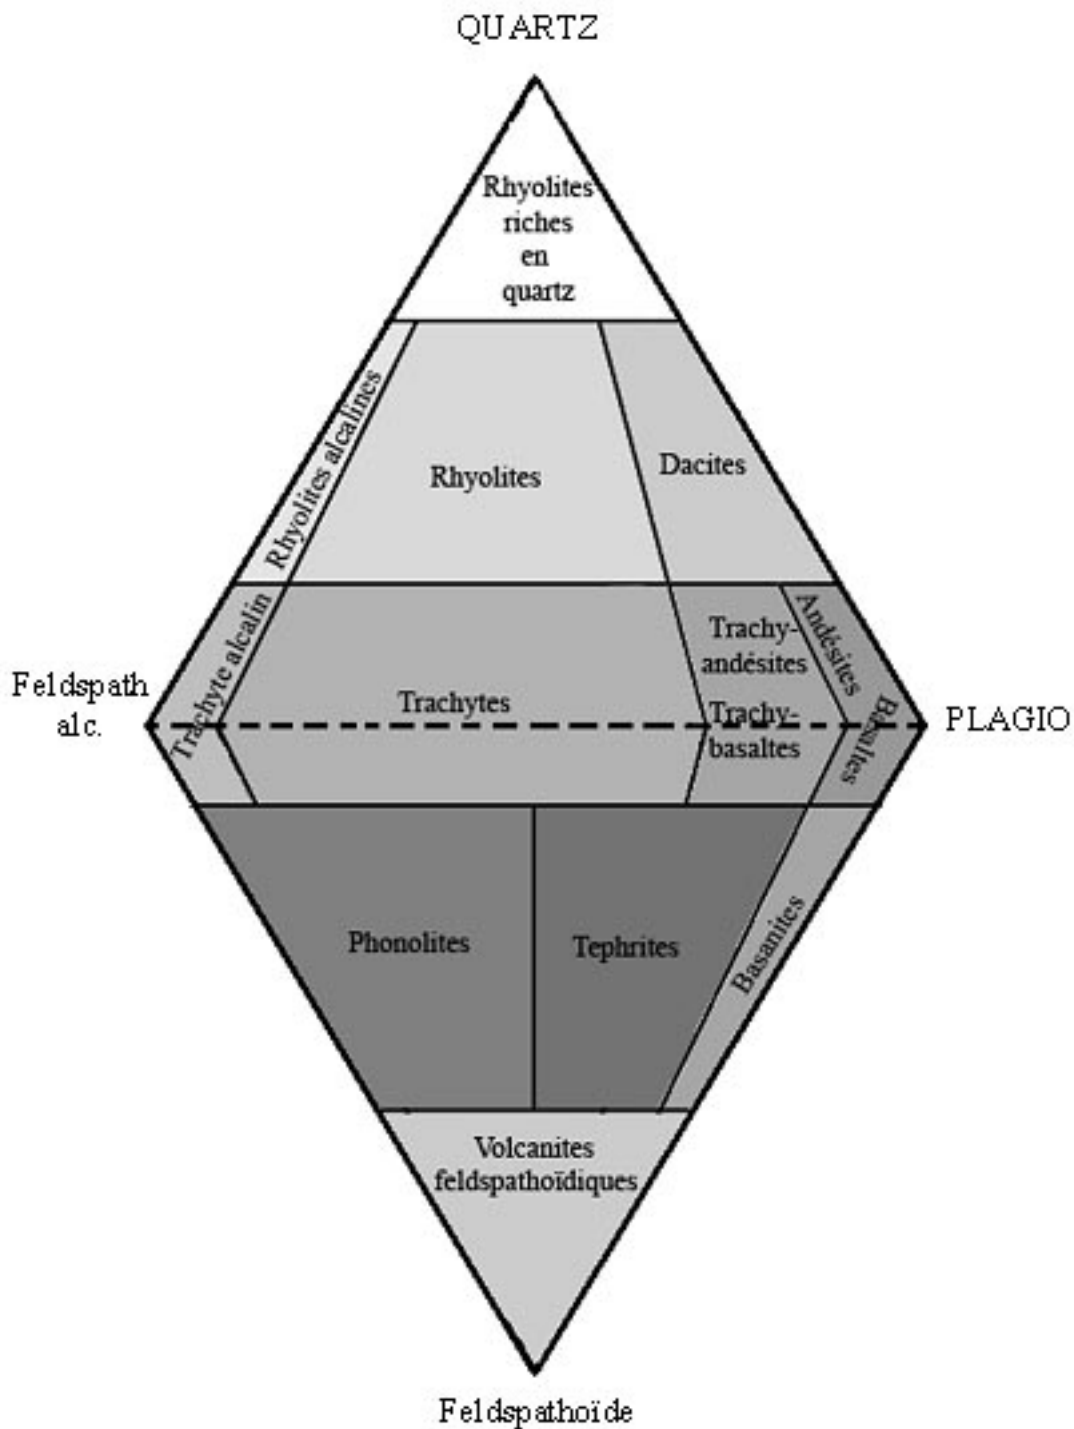 QUARTZ
Rhyolites
riches
en
quartz
Rhyolites alcalines
Rhyolites
Dacites
Trachyte alcalin
Trachytes
Trachy-
andésites
Andésites
Feldspath
alc.
Trachy-
basaltes
Basaltes
PLAGIO
Phonolites
Tephrites
Basanites
Volcanites
feldspathoïdiques
Feldspathoïde